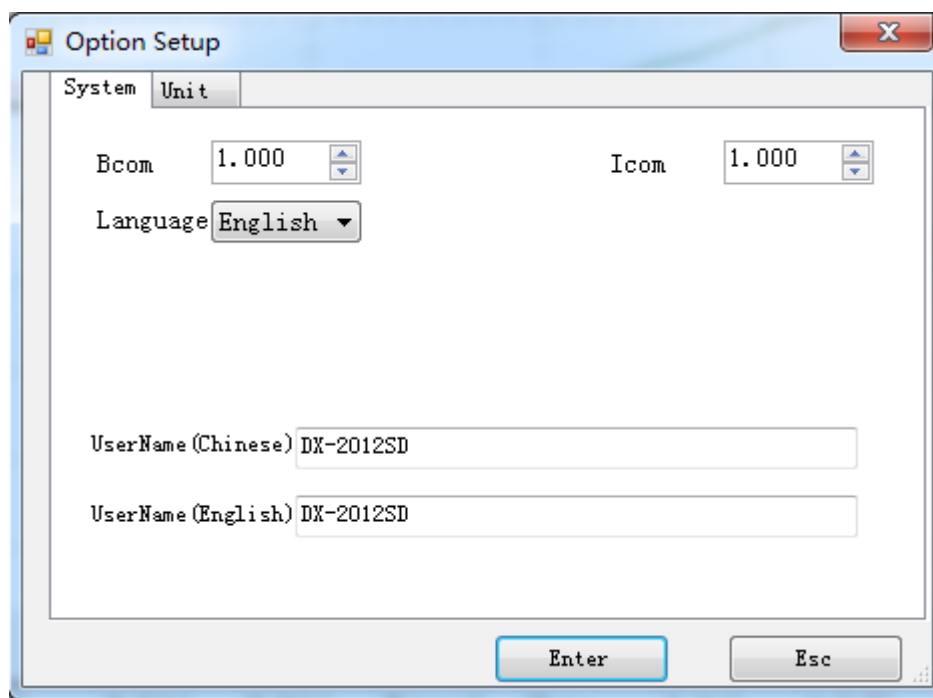 Option Setup
System Unit
Bcom 1.000 Icom 1.000
Language English
UserName(Chinese) DX-2012SD
UserName(English) DX-2012SD
Enter Esc